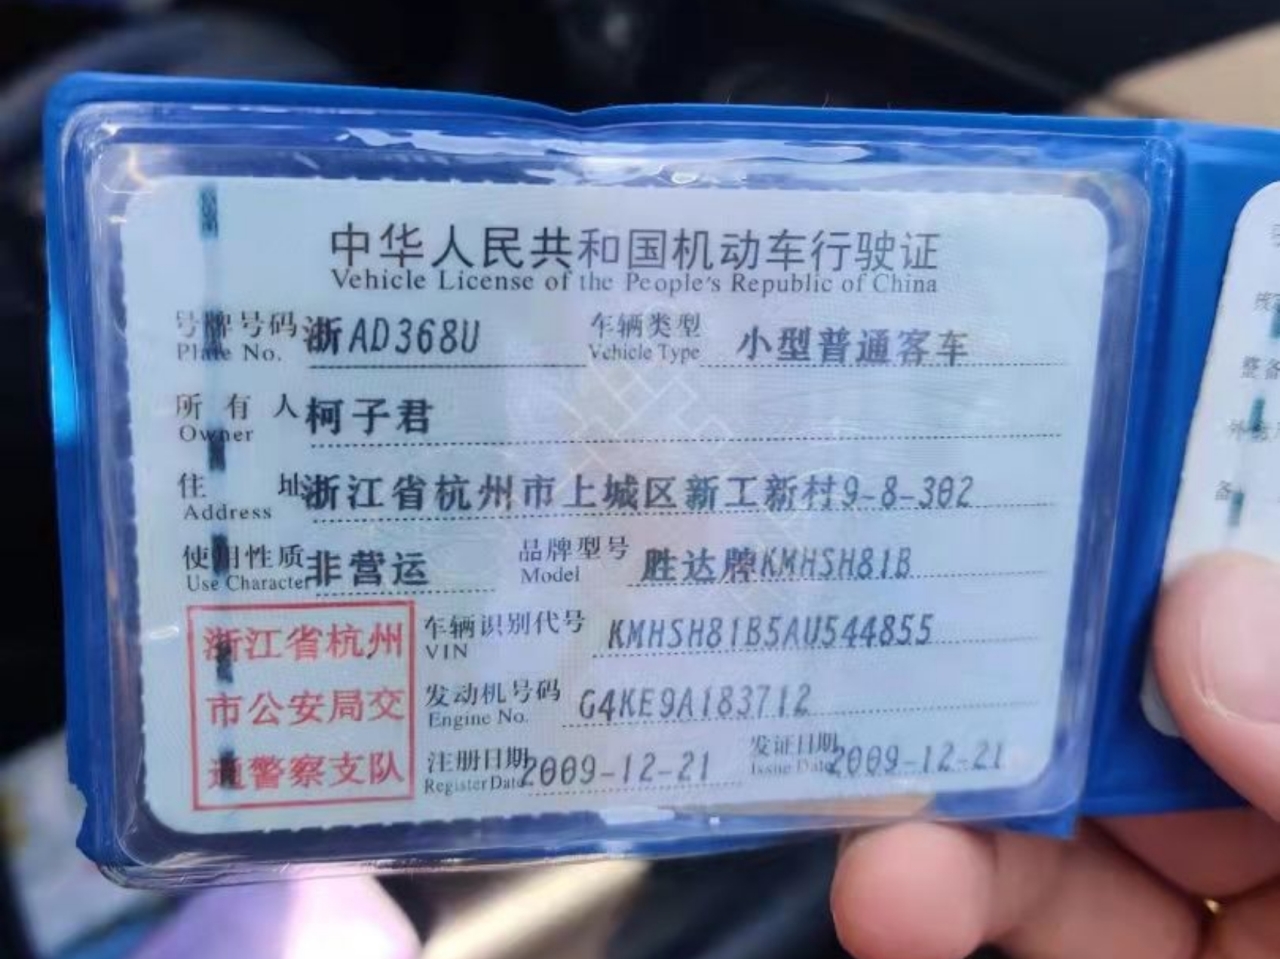 中华人民共和国机动车行驶证
Vehicle License of the People's Republic of China
号牌号码 浙AD368U 车辆类型 小型普通客车
Plate No. Vehicle Type
所有人 柯子君
Owner
住址 浙江省杭州市上城区新工新村9-8-302
Address
使用性质 非营运 品牌型号 胜达牌KMHSH81B
Use Character Model
浙江省杭州
市公安局交
通警察支队
车辆识别代号 KMHSH81B5AU544855
VIN
发动机号码 G4KE9A183712
Engine No.
注册日期 2009-12-21 发证日期 2009-12-21
Register Date Issue Date
整备
备